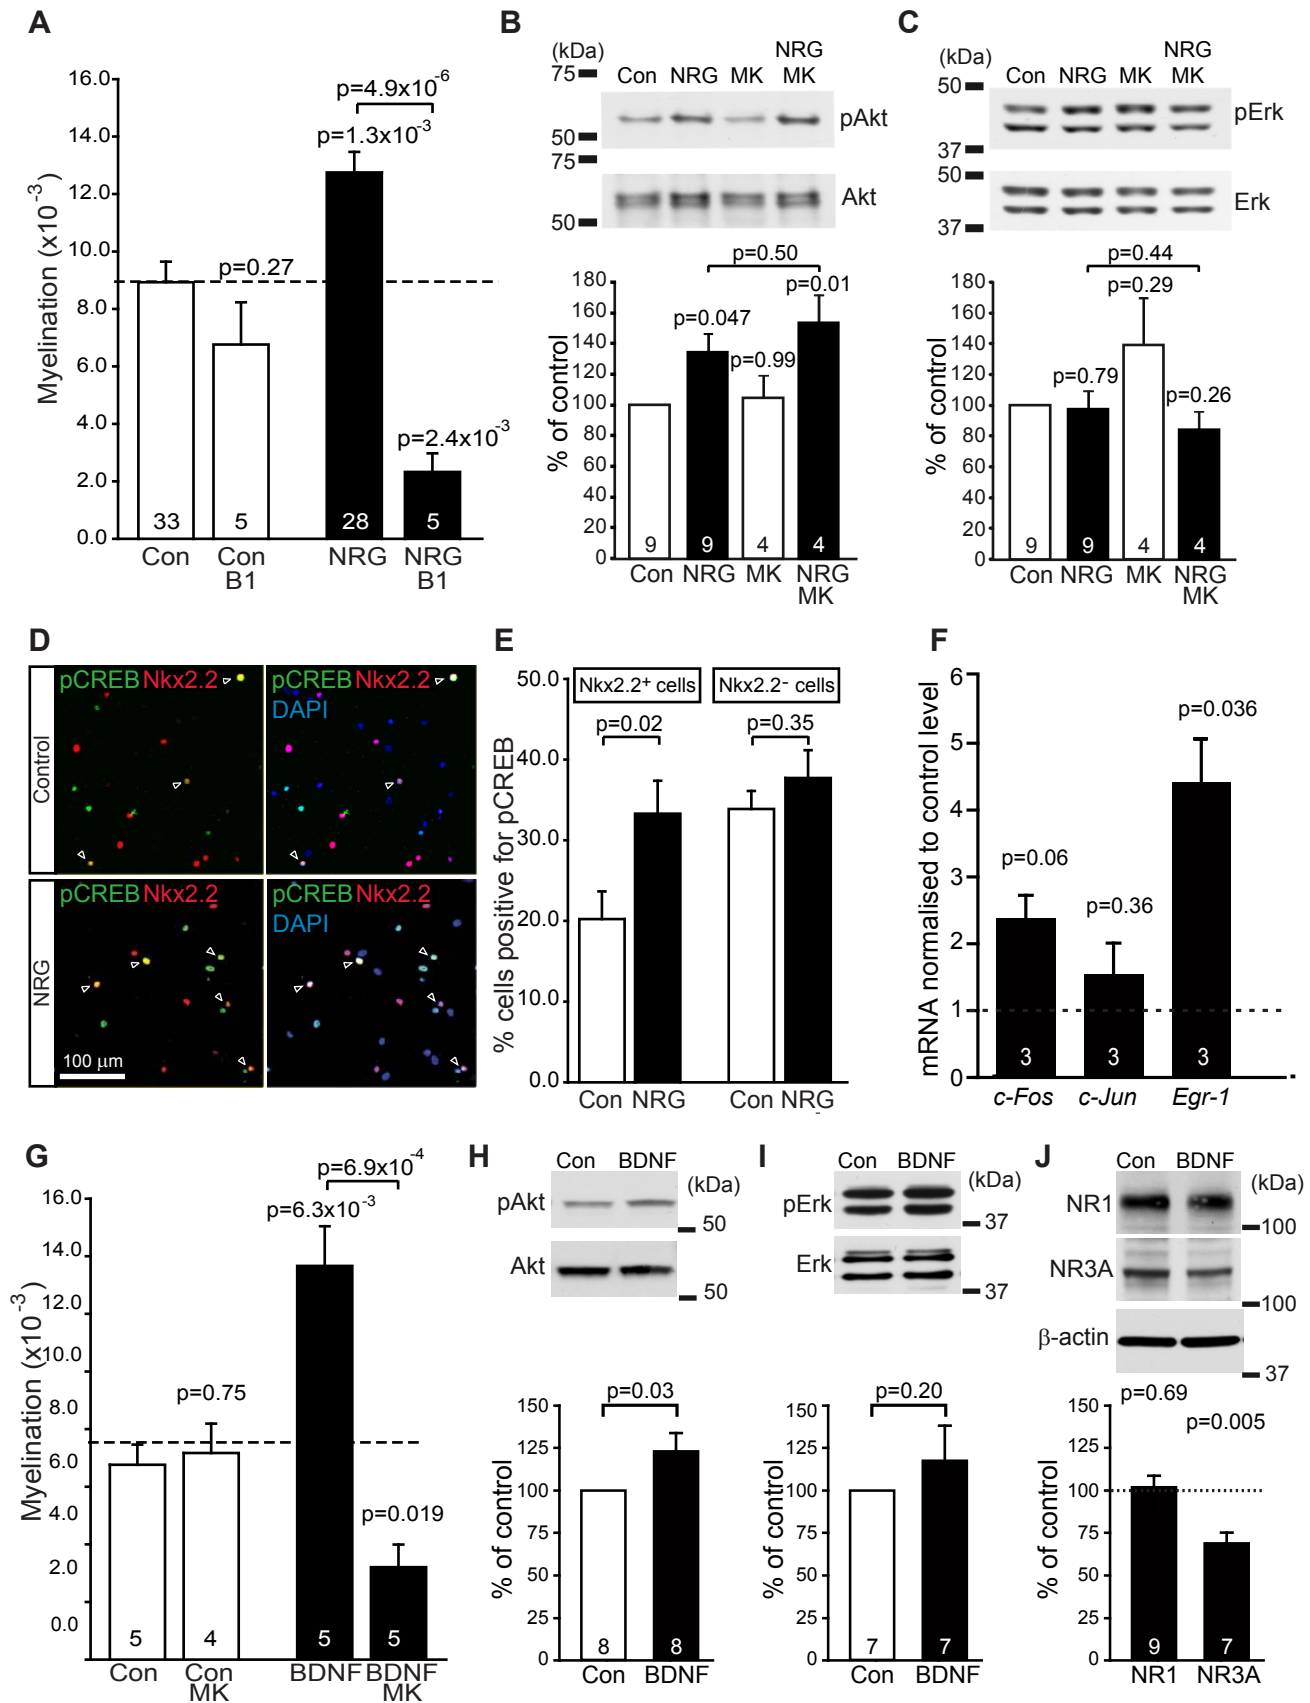 A
Myelination (x10-3)
16.0
14.0
12.0
10.0
8.0
6.0
4.0
2.0
0.0
p=4.9x10-6
p=1.3x10-3
p=0.27
p=2.4x10-3
33
5
28
5
Con
Con
B1
NRG
NRG
B1
B
(kDa)
Con NRG MK NRG
MK
75
50
pAkt
75
50
Akt
p=0.50
p=0.01
p=0.047
p=0.99
% of control
180
160
140
120
100
80
60
40
20
0
9
9
4
4
Con NRG MK NRG
MK
C
(kDa)
Con NRG MK NRG
MK
50
37
pErk
50
37
Erk
p=0.44
p=0.29
p=0.79
p=0.26
% of control
180
160
140
120
100
80
60
40
20
0
9
9
4
4
Con NRG MK NRG
MK
D
Control
pCREB Nkx2.2
pCREB Nkx2.2
DAPI
NRG
pCREB Nkx2.2
pCREB Nkx2.2
DAPI
100 μm
E
% cells positive for pCREB
50.0
40.0
30.0
20.0
10.0
0.0
Nkx2.2+ cells
Nkx2.2- cells
p=0.02
p=0.35
Con NRG
Con NRG
F
mRNA normalised to control level
6
5
4
3
2
1
0
p=0.06
p=0.36
p=0.036
3
3
3
c-Fos
c-Jun
Egr-1
G
Myelination (x10-3)
16.0
14.0
12.0
10.0
8.0
6.0
4.0
2.0
0.0
p=6.9x10-4
p=6.3x10-3
p=0.75
p=0.019
5
4
5
5
Con
Con
MK
BDNF
BDNF
MK
H
Con BDNF
(kDa)
pAkt
50
Akt
50
p=0.03
% of control
150
125
100
75
50
25
0
8
8
Con BDNF
I
Con BDNF
(kDa)
pErk
37
Erk
37
p=0.20
% of control
150
125
100
75
50
25
0
7
7
Con BDNF
J
Con BDNF
(kDa)
NR1
100
NR3A
100
β-actin
37
p=0.69
p=0.005
% of control
150
125
100
75
50
25
0
9
7
NR1 NR3A